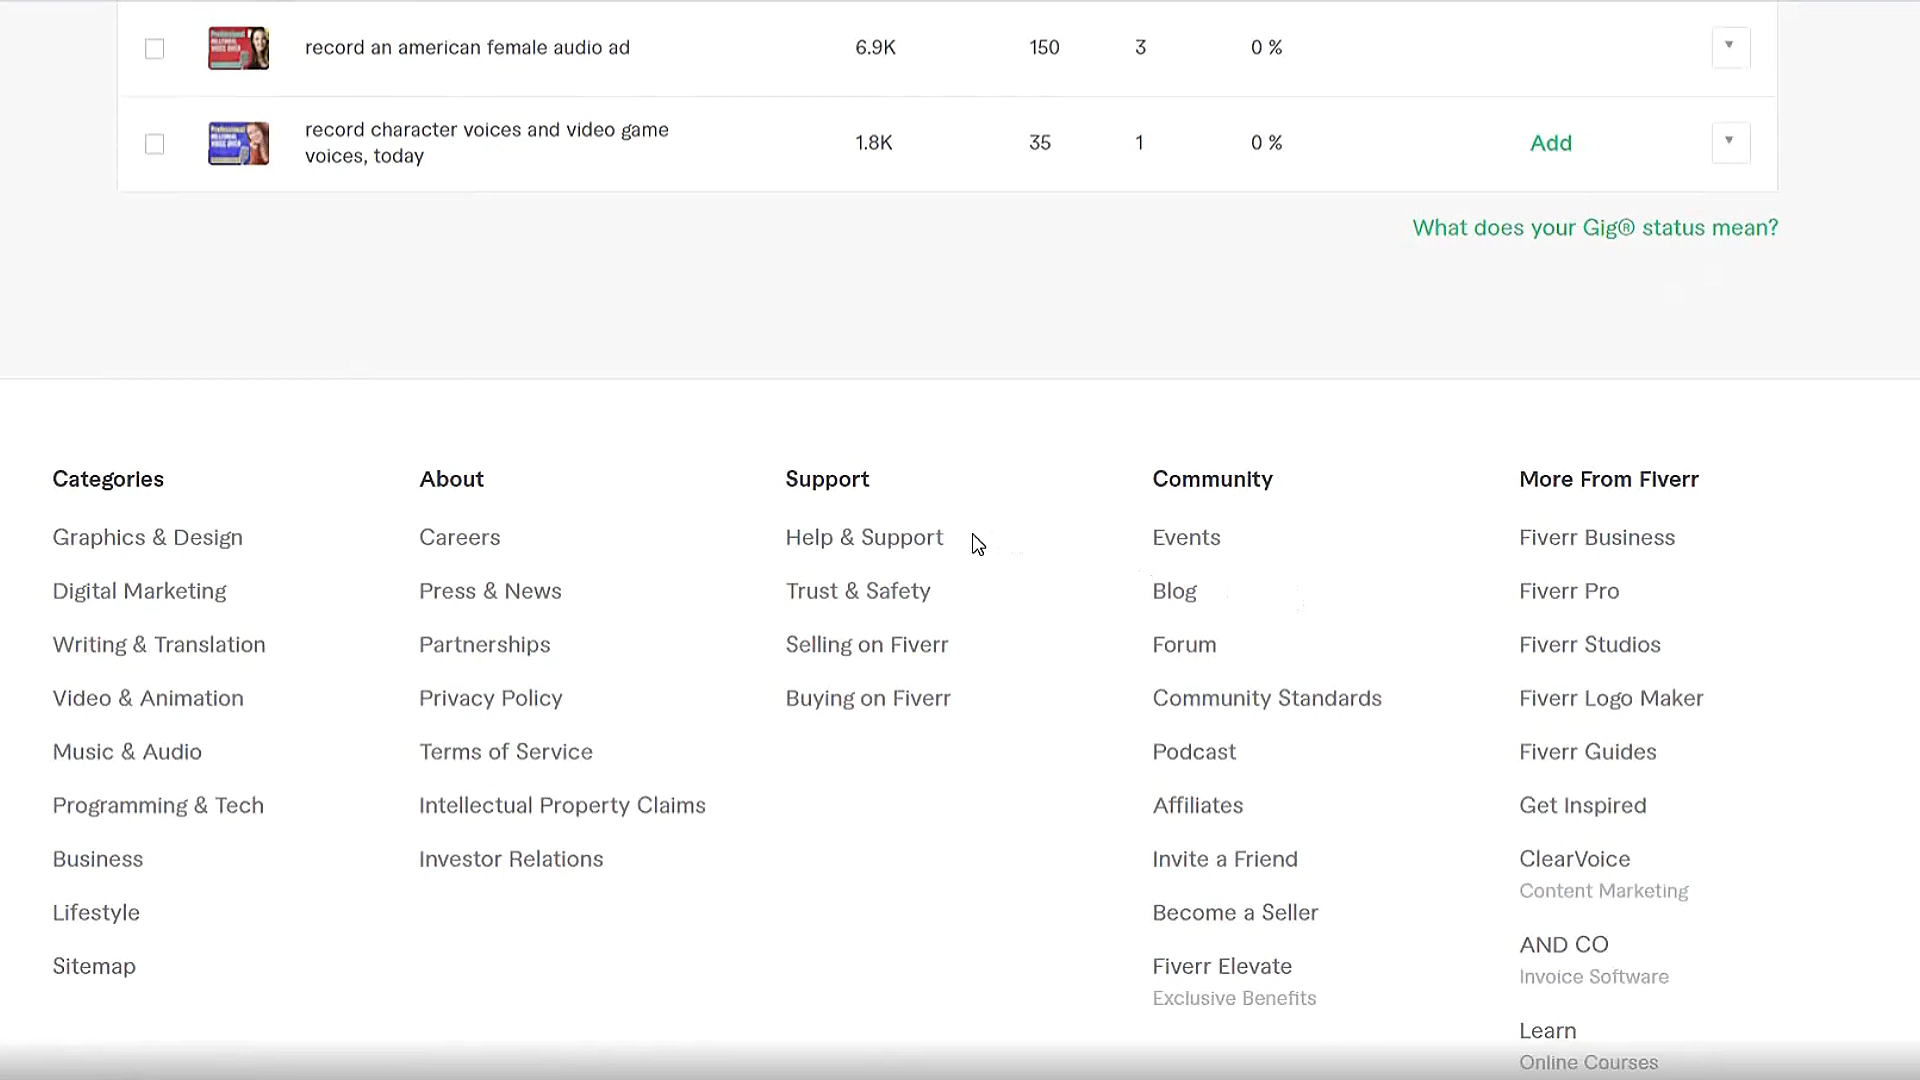 record an american female audio ad 6.9K 150 3 0 %
record character voices and video game
voices, today
1.8K 35 1 0 % Add
What does your Gig® status mean?
Categories
Graphics & Design
Digital Marketing
Writing & Translation
Video & Animation
Music & Audio
Programming & Tech
Business
Lifestyle
Sitemap
About
Careers
Press & News
Partnerships
Privacy Policy
Terms of Service
Intellectual Property Claims
Investor Relations
Support
Help & Support
Trust & Safety
Selling on Fiverr
Buying on Fiverr
Community
Events
Blog
Forum
Community Standards
Podcast
Affiliates
Invite a Friend
Become a Seller
Fiverr Elevate
Exclusive Benefits
More From Fiverr
Fiverr Business
Fiverr Pro
Fiverr Studios
Fiverr Logo Maker
Fiverr Guides
Get Inspired
ClearVoice
Content Marketing
AND CO
Invoice Software
Learn
Online Courses